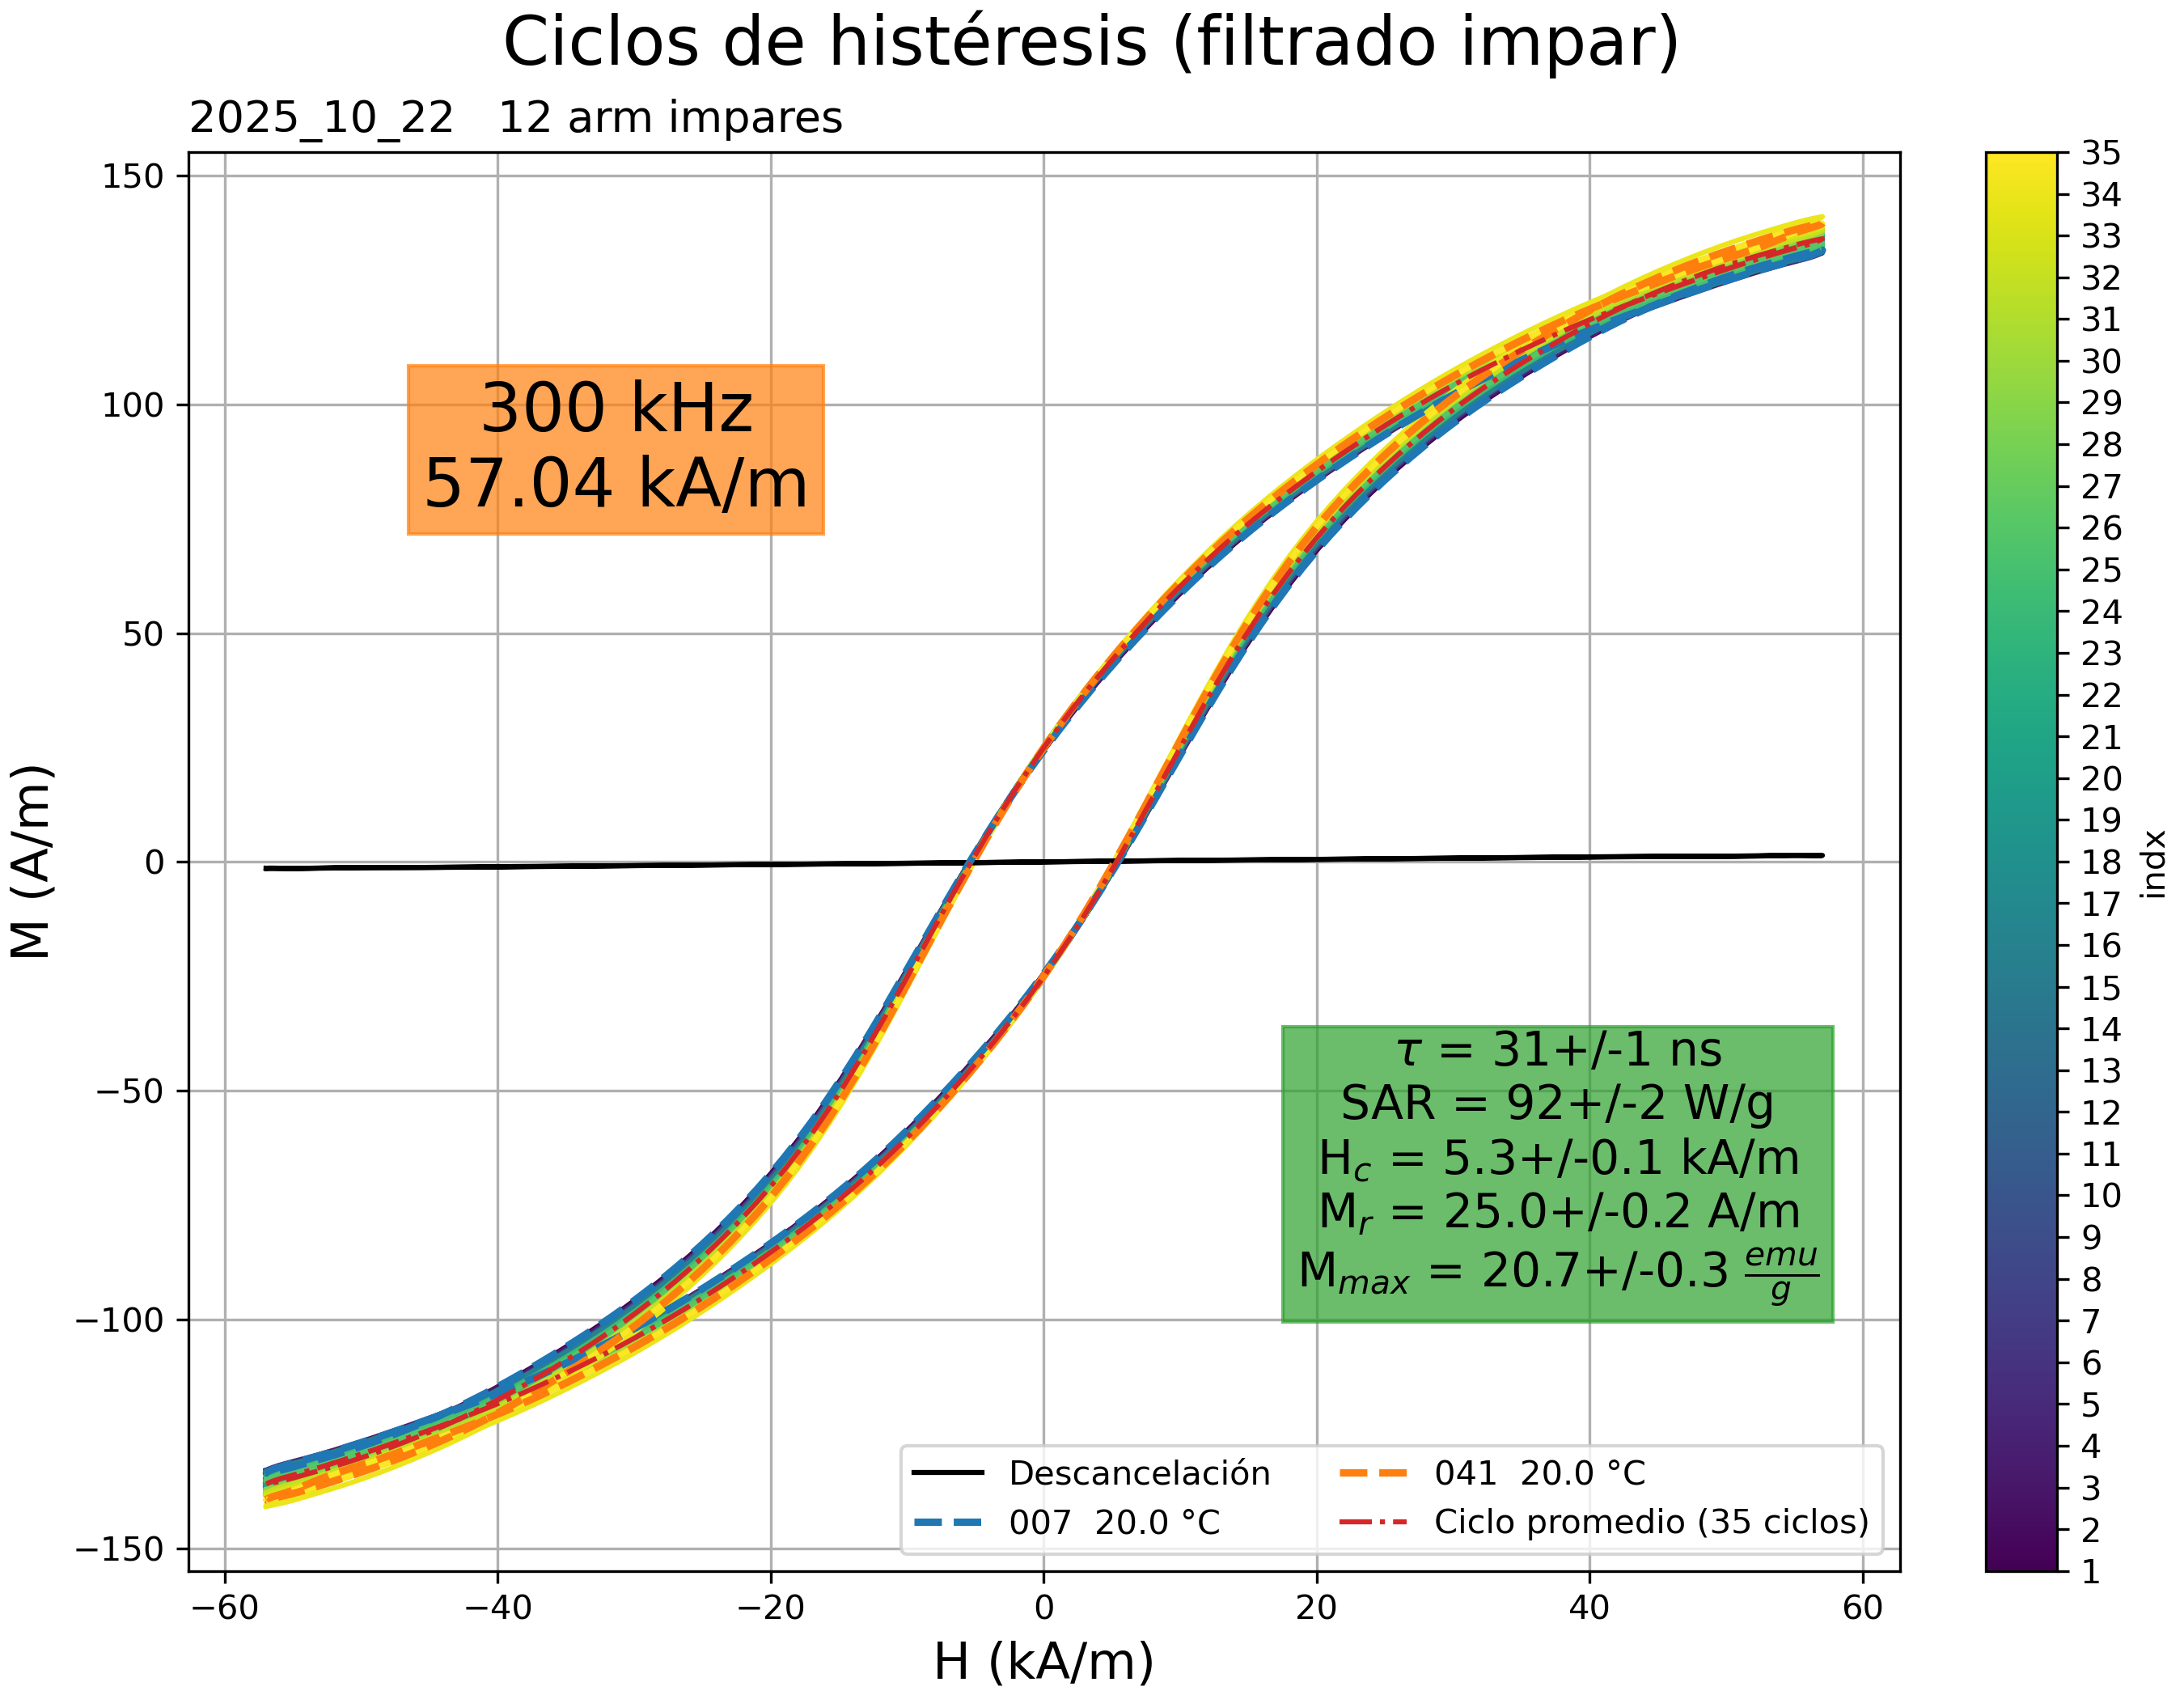 Ciclos de histéresis (filtrado impar)
2025_10_22   12 arm impares
150
100
50
0
−50
−100
−150
M (A/m)
300 kHz
57.04 kA/m
τ = 31+/-1 ns
SAR = 92+/-2 W/g
Hc = 5.3+/-0.1 kA/m
Mr = 25.0+/-0.2 A/m
Mmax = 20.7+/-0.3 emu/g
Descancelación
007  20.0 °C
041  20.0 °C
Ciclo promedio (35 ciclos)
−60 −40 −20 0 20 40 60
H (kA/m)
35
34
33
32
31
30
29
28
27
26
25
24
23
22
21
20
19
18
17
16
15
14
13
12
11
10
9
8
7
6
5
4
3
2
1
indx